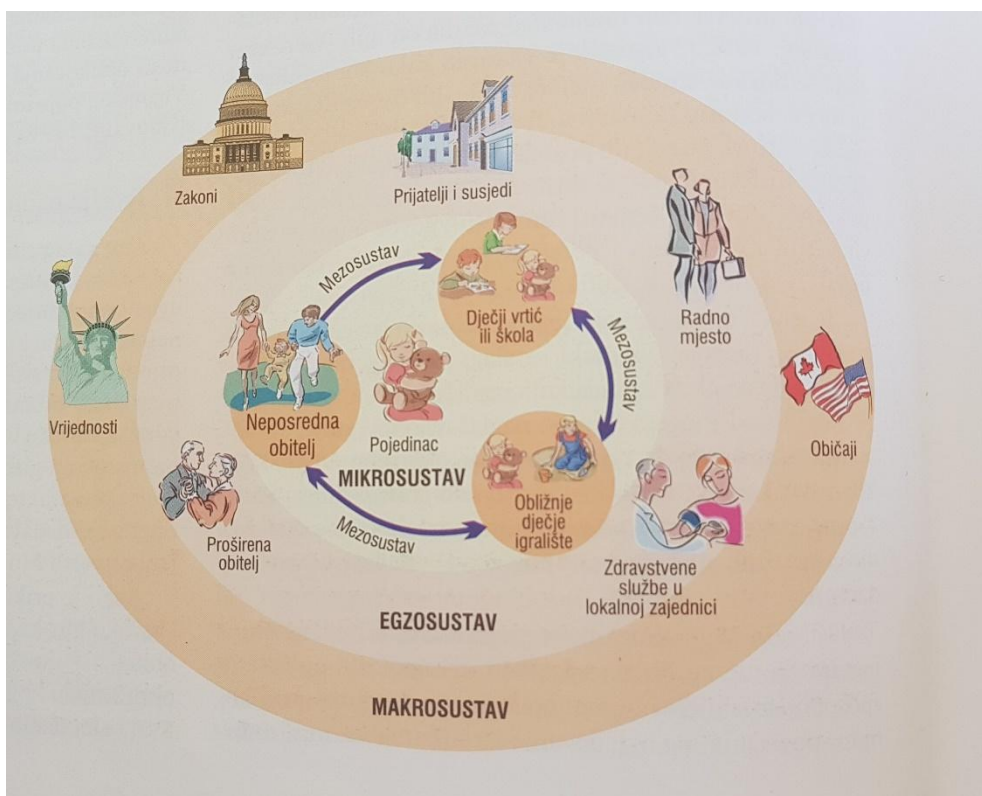 Zakoni
Prijatelji i susjedi
Mezosustav
Dječji vrtić
ili škola
Mezosustav
Radno
mjesto
Vrijednosti
Neposredna
obitelj
Pojedinac
Običaji
MIKROSUSTAV
Obližnje
dječje
igralište
Mezosustav
Proširena
obitelj
Zdravstvene
službe u
lokalnoj zajednici
EGZOSUSTAV
MAKROSUSTAV